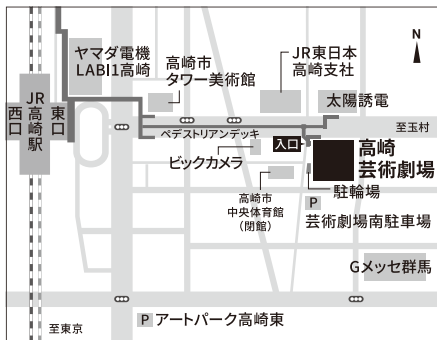 ヤマダ電機
LABI1高崎
高崎市
タワー美術館
JR東日本
高崎支社
N
太陽誘電
西口
JR高崎駅
東口
ペデストリアンデッキ
至玉村
ビックカメラ
入口
高崎
芸術劇場
高崎市
中央体育館
(閉館)
駐輪場
P
芸術劇場南駐車場
Gメッセ群馬
至東京
P アートパーク高崎東